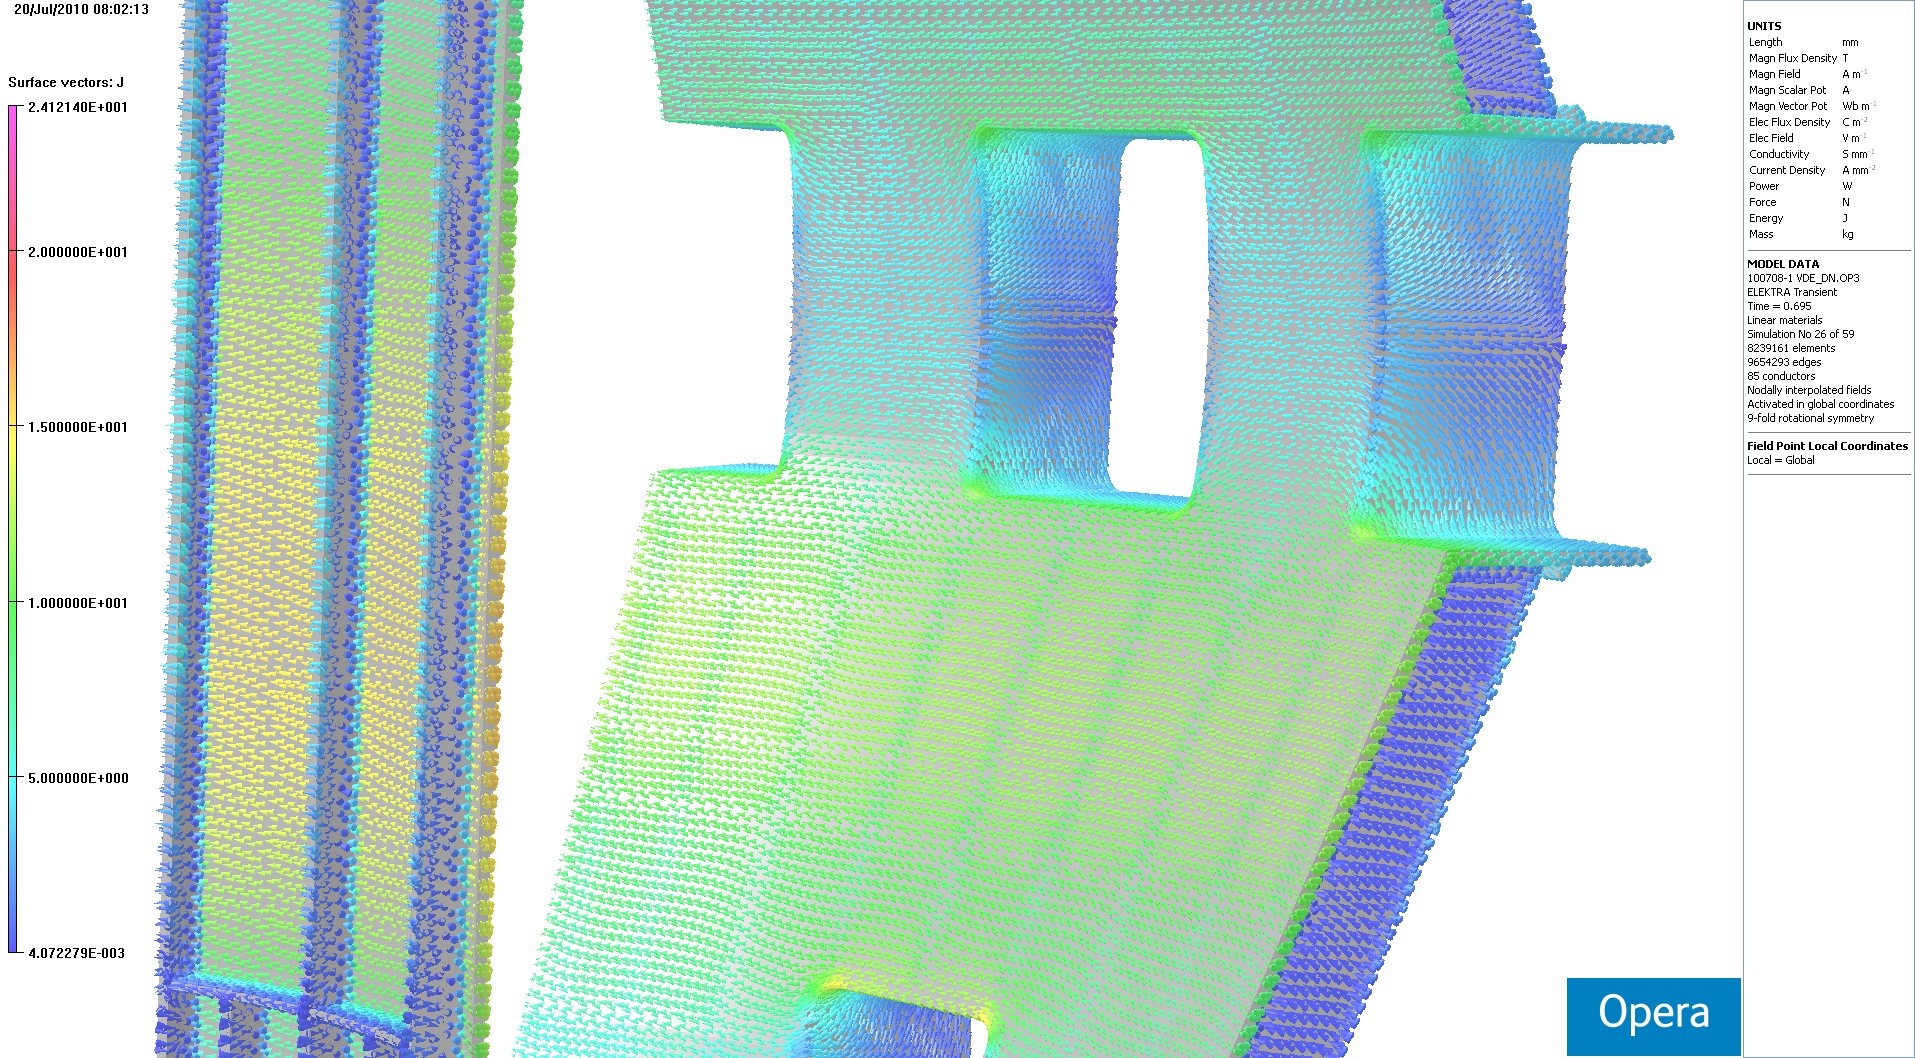 20/Jul/2010 08:02:13
Surface vectors: J
2.412140E+001
2.000000E+001
1.500000E+001
1.000000E+001
5.000000E+000
4.072279E-003
UNITS
Length mm
Magn Flux Density T
Magn Field A m⁻¹
Magn Scalar Pot A
Magn Vector Pot Wb m⁻¹
Elec Flux Density C m⁻²
Elec Field V m⁻¹
Conductivity S mm⁻¹
Current Density A mm⁻²
Power W
Force N
Energy J
Mass kg
MODEL DATA
100708-1 VDE_DN.OP3
ELEKTRA Transient
Time = 0.695
Linear materials
Simulation No 26 of 59
8239161 elements
9654293 edges
85 conductors
Nodally interpolated fields
Activated in global coordinates
9-fold rotational symmetry
Field Point Local Coordinates
Local = Global
Opera